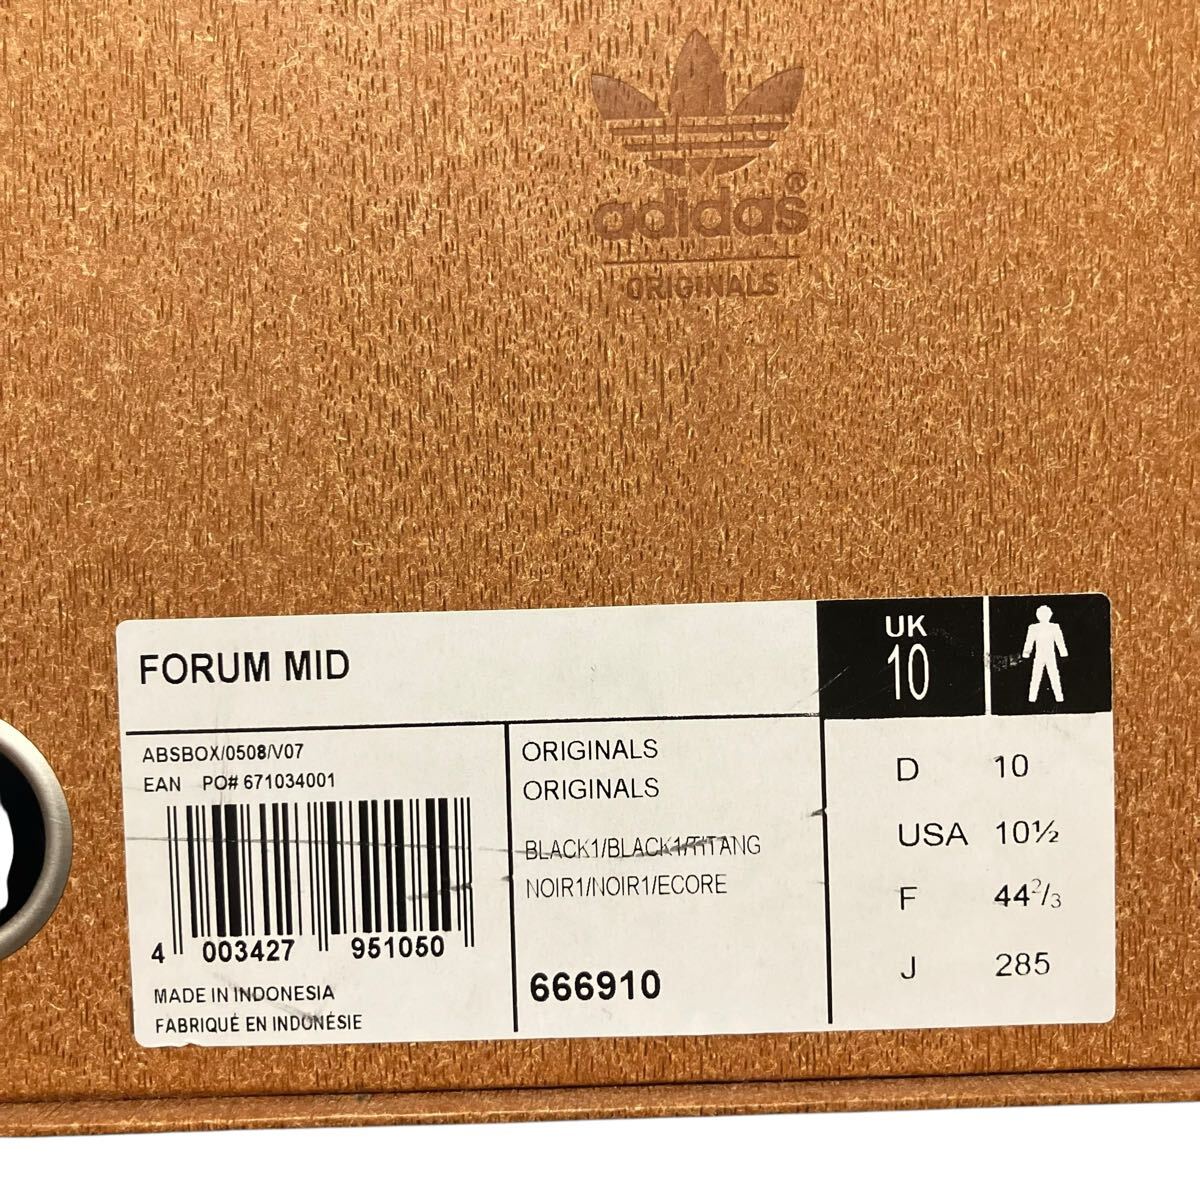 adidas®
ORIGINALS
FORUM MID
UK
10
ABSBOX/0508/V07
EAN PO# 671034001
4 003427 951050
MADE IN INDONESIA
FABRIQUÉ EN INDONÉSIE
ORIGINALS
ORIGINALS
BLACK1/BLACK1/TITANG
NOIR1/NOIR1/ECORE
666910
D 10
USA 10½
F 44²/₃
J 285